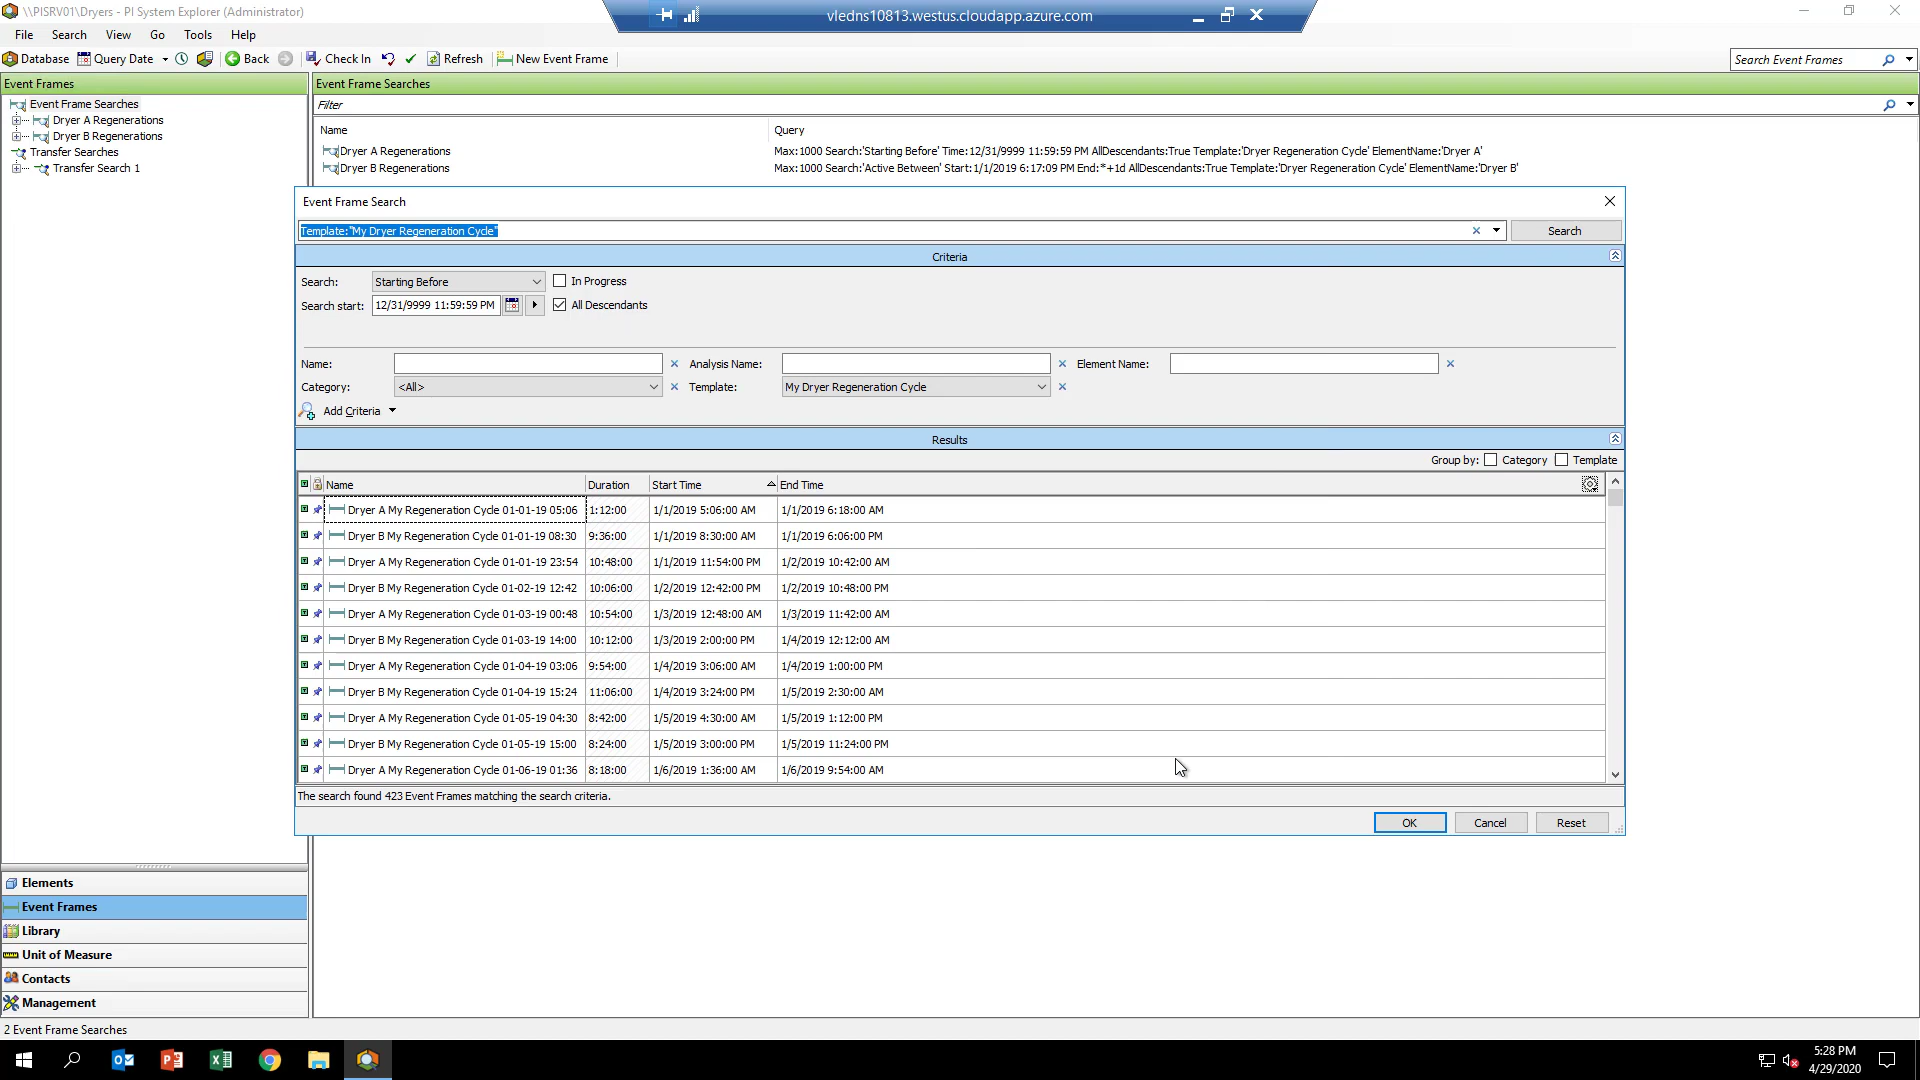 \\PISRV01\Dryers - PI System Explorer (Administrator)
vledns10813.westus.cloudapp.azure.com
File Search View Go Tools Help
Database Query Date Back Check In Refresh New Event Frame
Search Event Frames
Event Frames
Event Frame Searches
Dryer A Regenerations
Dryer B Regenerations
Transfer Searches
Transfer Search 1
Event Frame Searches
Filter
Name Query
Dryer A Regenerations Max:1000 Search:'Starting Before' Time:12/31/9999 11:59:59 PM AllDescendants:True Template:'Dryer Regeneration Cycle' ElementName:'Dryer A'
Dryer B Regenerations Max:1000 Search:'Active Between' Start:1/1/2019 6:17:09 PM End:*+1d AllDescendants:True Template:'Dryer Regeneration Cycle' ElementName:'Dryer B'
Event Frame Search
Template:"My Dryer Regeneration Cycle" Search
Criteria
Search: Starting Before In Progress
Search start: 12/31/9999 11:59:59 PM All Descendants
Name: Analysis Name: Element Name:
Category: <All> Template: My Dryer Regeneration Cycle
Add Criteria
Results
Group by: Category Template
Name Duration Start Time End Time
Dryer A My Regeneration Cycle 01-01-19 05:06 1:12:00 1/1/2019 5:06:00 AM 1/1/2019 6:18:00 AM
Dryer B My Regeneration Cycle 01-01-19 08:30 9:36:00 1/1/2019 8:30:00 AM 1/1/2019 6:06:00 PM
Dryer A My Regeneration Cycle 01-01-19 23:54 10:48:00 1/1/2019 11:54:00 PM 1/2/2019 10:42:00 AM
Dryer B My Regeneration Cycle 01-02-19 12:42 10:06:00 1/2/2019 12:42:00 PM 1/2/2019 10:48:00 PM
Dryer A My Regeneration Cycle 01-03-19 00:48 10:54:00 1/3/2019 12:48:00 AM 1/3/2019 11:42:00 AM
Dryer B My Regeneration Cycle 01-03-19 14:00 10:12:00 1/3/2019 2:00:00 PM 1/4/2019 12:12:00 AM
Dryer A My Regeneration Cycle 01-04-19 03:06 9:54:00 1/4/2019 3:06:00 AM 1/4/2019 1:00:00 PM
Dryer B My Regeneration Cycle 01-04-19 15:24 11:06:00 1/4/2019 3:24:00 PM 1/5/2019 2:30:00 AM
Dryer A My Regeneration Cycle 01-05-19 04:30 8:42:00 1/5/2019 4:30:00 AM 1/5/2019 1:12:00 PM
Dryer B My Regeneration Cycle 01-05-19 15:00 8:24:00 1/5/2019 3:00:00 PM 1/5/2019 11:24:00 PM
Dryer A My Regeneration Cycle 01-06-19 01:36 8:18:00 1/6/2019 1:36:00 AM 1/6/2019 9:54:00 AM
The search found 423 Event Frames matching the search criteria.
OK Cancel Reset
Elements
Event Frames
Library
Unit of Measure
Contacts
Management
2 Event Frame Searches
5:28 PM
4/29/2020